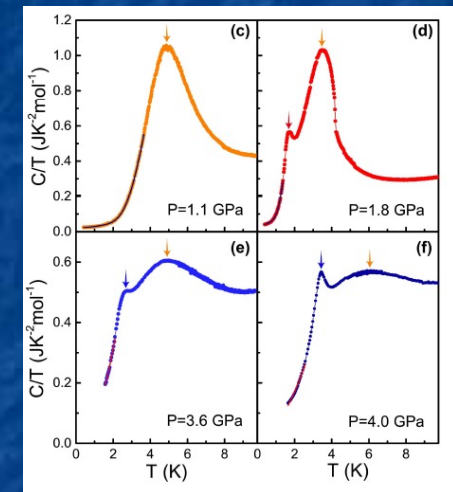 (c)
(d)
1.2
1.0
0.8
0.6
0.4
0.2
0.0
C/T (JK⁻²mol⁻¹)
P=1.1 GPa
P=1.8 GPa
(e)
(f)
0.6
0.4
0.2
0.0
C/T (JK⁻²mol⁻¹)
P=3.6 GPa
P=4.0 GPa
0 2 4 6 8 0 2 4 6 8
T (K)
T (K)